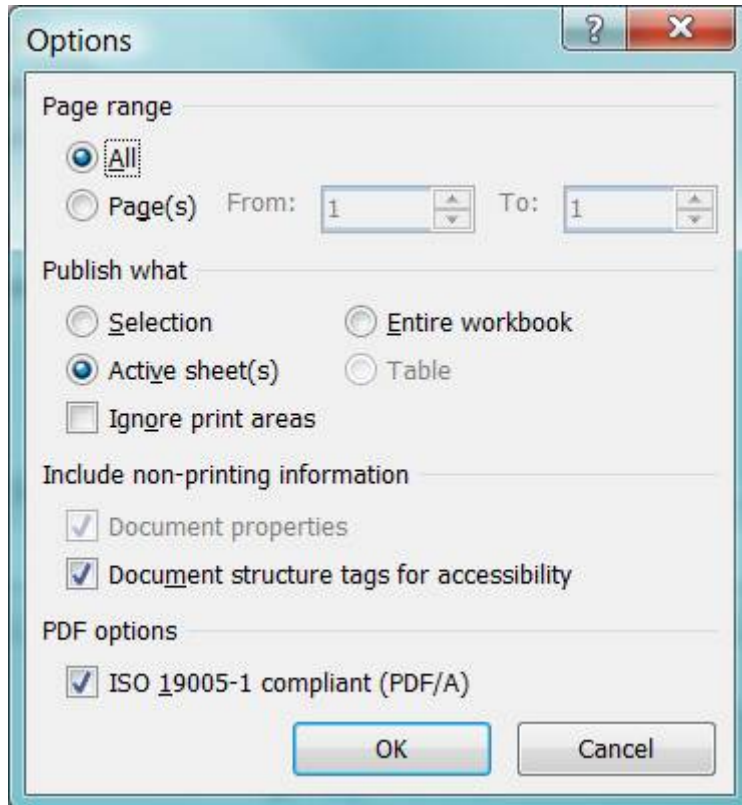 Options
Page range
All
Page(s) From: 1 To: 1
Publish what
Selection Entire workbook
Active sheet(s) Table
Ignore print areas
Include non-printing information
Document properties
Document structure tags for accessibility
PDF options
ISO 19005-1 compliant (PDF/A)
OK Cancel